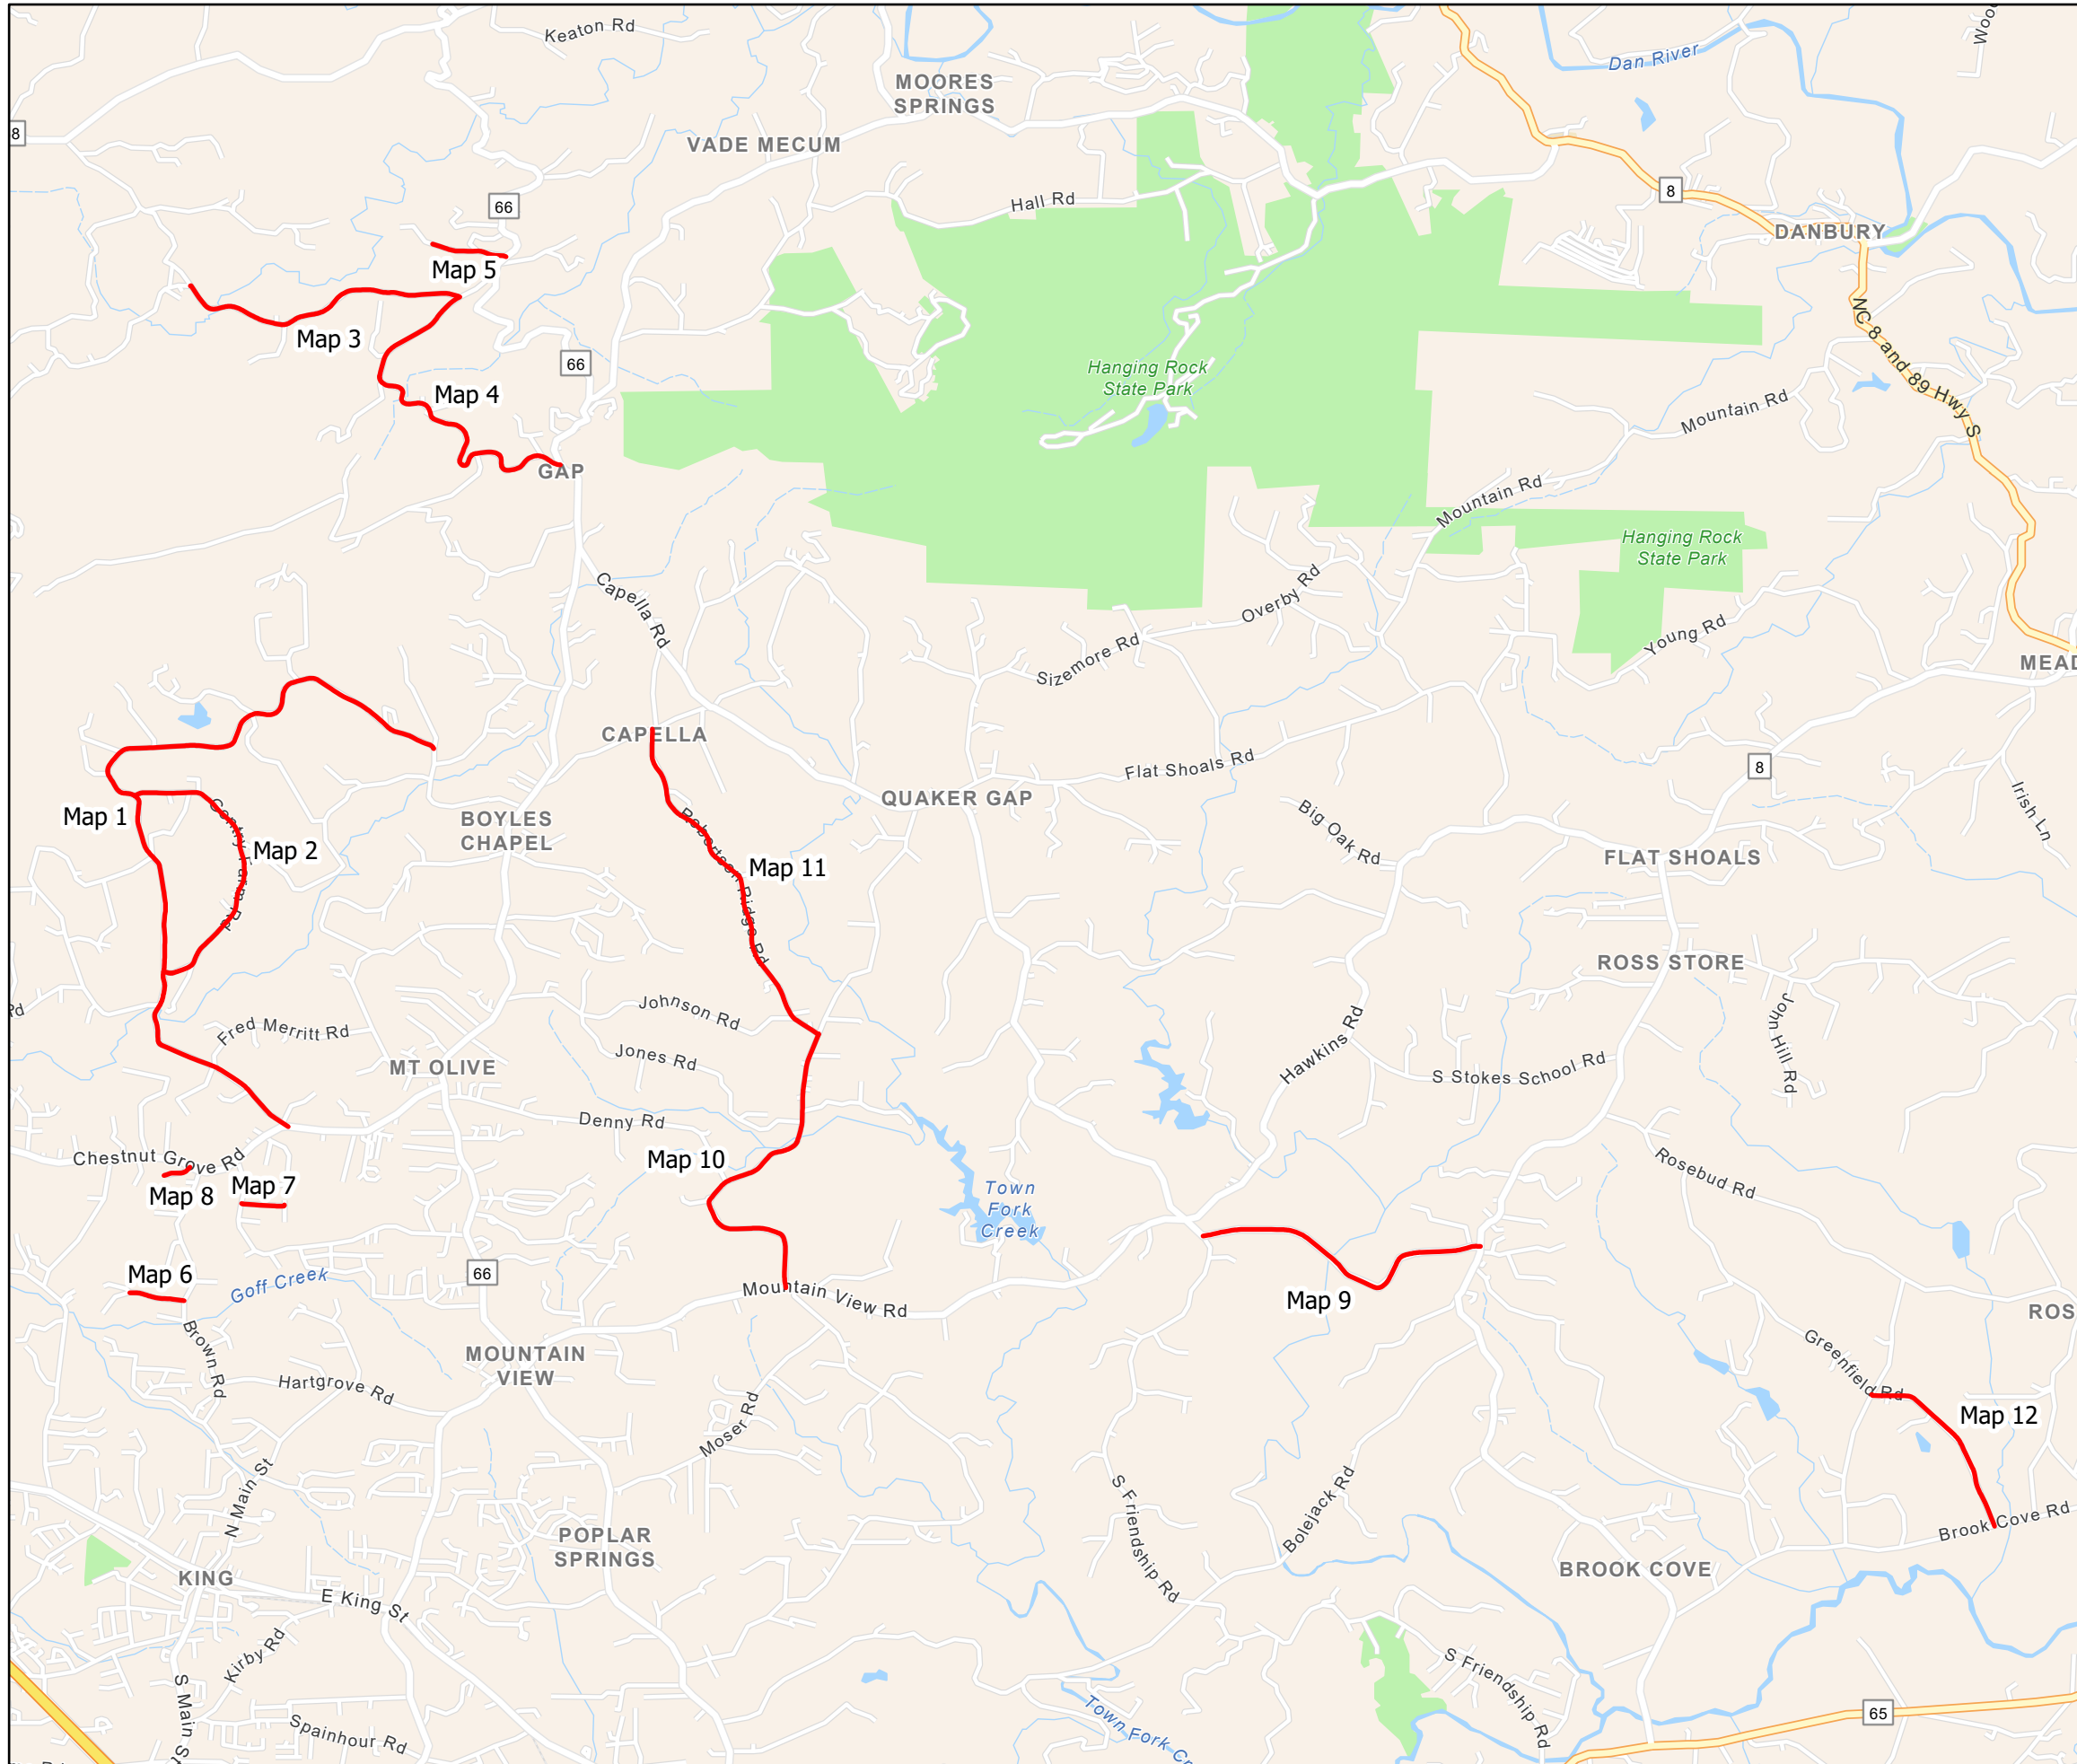 Keaton Rd
Wood
Dan River
MOORES
SPRINGS
8
VADE MECUM
Hall Rd
8
66
DANBURY
Map 5
Map 3
66
NC 8 and 89 Hwy S
Hanging Rock
State Park
Map 4
Mountain Rd
GAP
Mountain Rd
Hanging Rock
State Park
Capella Rd
Overby Rd
Sizemore Rd
Young Rd
MEAD
CAPELLA
Flat Shoals Rd
8
QUAKER GAP
Irish Ln
Map 1
BOYLES
CHAPEL
Big Oak Rd
Map 2
Robertson Ridge Rd
Map 11
FLAT SHOALS
ROSS STORE
Rd
Johnson Rd
Fred Merritt Rd
John Hill Rd
Jones Rd
Hawkins Rd
MT OLIVE
S Stokes School Rd
Denny Rd
Chestnut Grove Rd
Map 10
Rosebud Rd
Map 8
Map 7
Town
Fork
Creek
Map 6
Goff Creek
66
Mountain View Rd
Map 9
ROS
Brown Rd
MOUNTAIN
VIEW
Greenfield Rd
Hartgrove Rd
Map 12
Moser Rd
N Main St
S Friendship Rd
Bolejack Rd
Brook Cove Rd
POPLAR
SPRINGS
KING
BROOK COVE
E King St
Kirby Rd
S Main St
S Friendship Rd
Spainhour Rd
Town Fork Cr
65